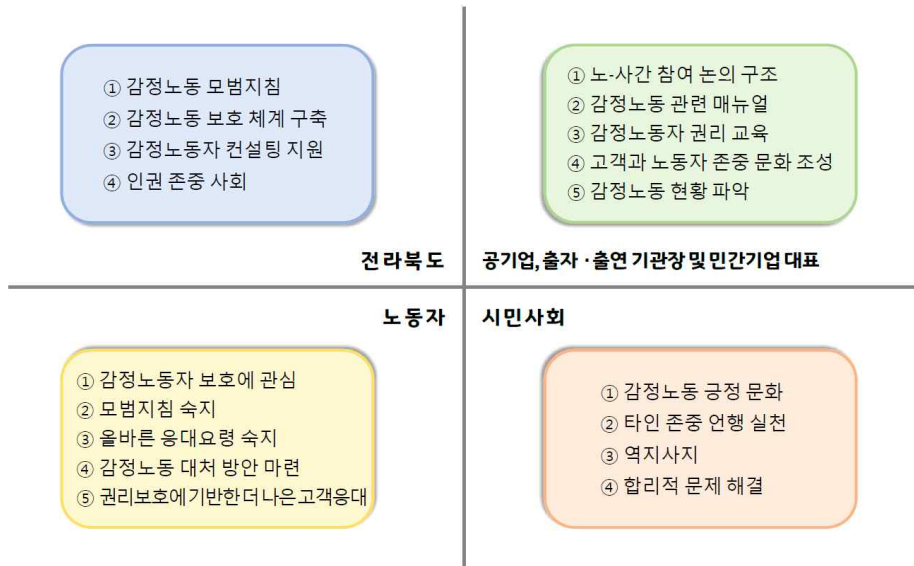 ① 감정노동 모범지침
② 감정노동 보호 체계 구축
③ 감정노동자 컨설팅 지원
④ 인권 존중 사회
전라북도
① 노-사간 참여 논의 구조
② 감정노동 관련 매뉴얼
③ 감정노동자 권리 교육
④ 고객과 노동자 존중 문화 조성
⑤ 감정노동 현황 파악
공기업, 출자·출연 기관장 및 민간기업 대표
노동자
① 감정노동자 보호에 관심
② 모범지침 숙지
③ 올바른 응대요령 숙지
④ 감정노동 대처 방안 마련
⑤ 권리보호에 기반한 더 나은 고객응대
시민사회
① 감정노동 긍정 문화
② 타인 존중 언행 실천
③ 역지사지
④ 합리적 문제 해결